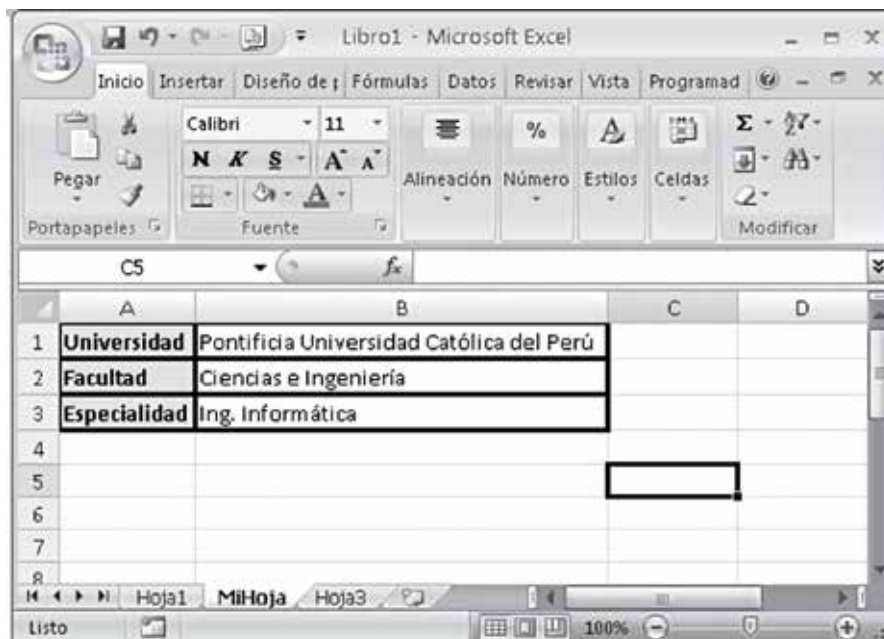 Libro1 - Microsoft Excel
Inicio Insertar Diseño de p Fórmulas Datos Revisar Vista Programad
Calibri 11 % Σ
N K S A A
Pegar Alineación Número Estilos Celdas
Portapapeles Fuente Modificar
C5 fx
A B C D
1 Universidad Pontificia Universidad Católica del Perú
2 Facultad Ciencias e Ingeniería
3 Especialidad Ing. Informática
4
5
6
7
8
Hoja1 MiHoja Hoja3
Listo 100%